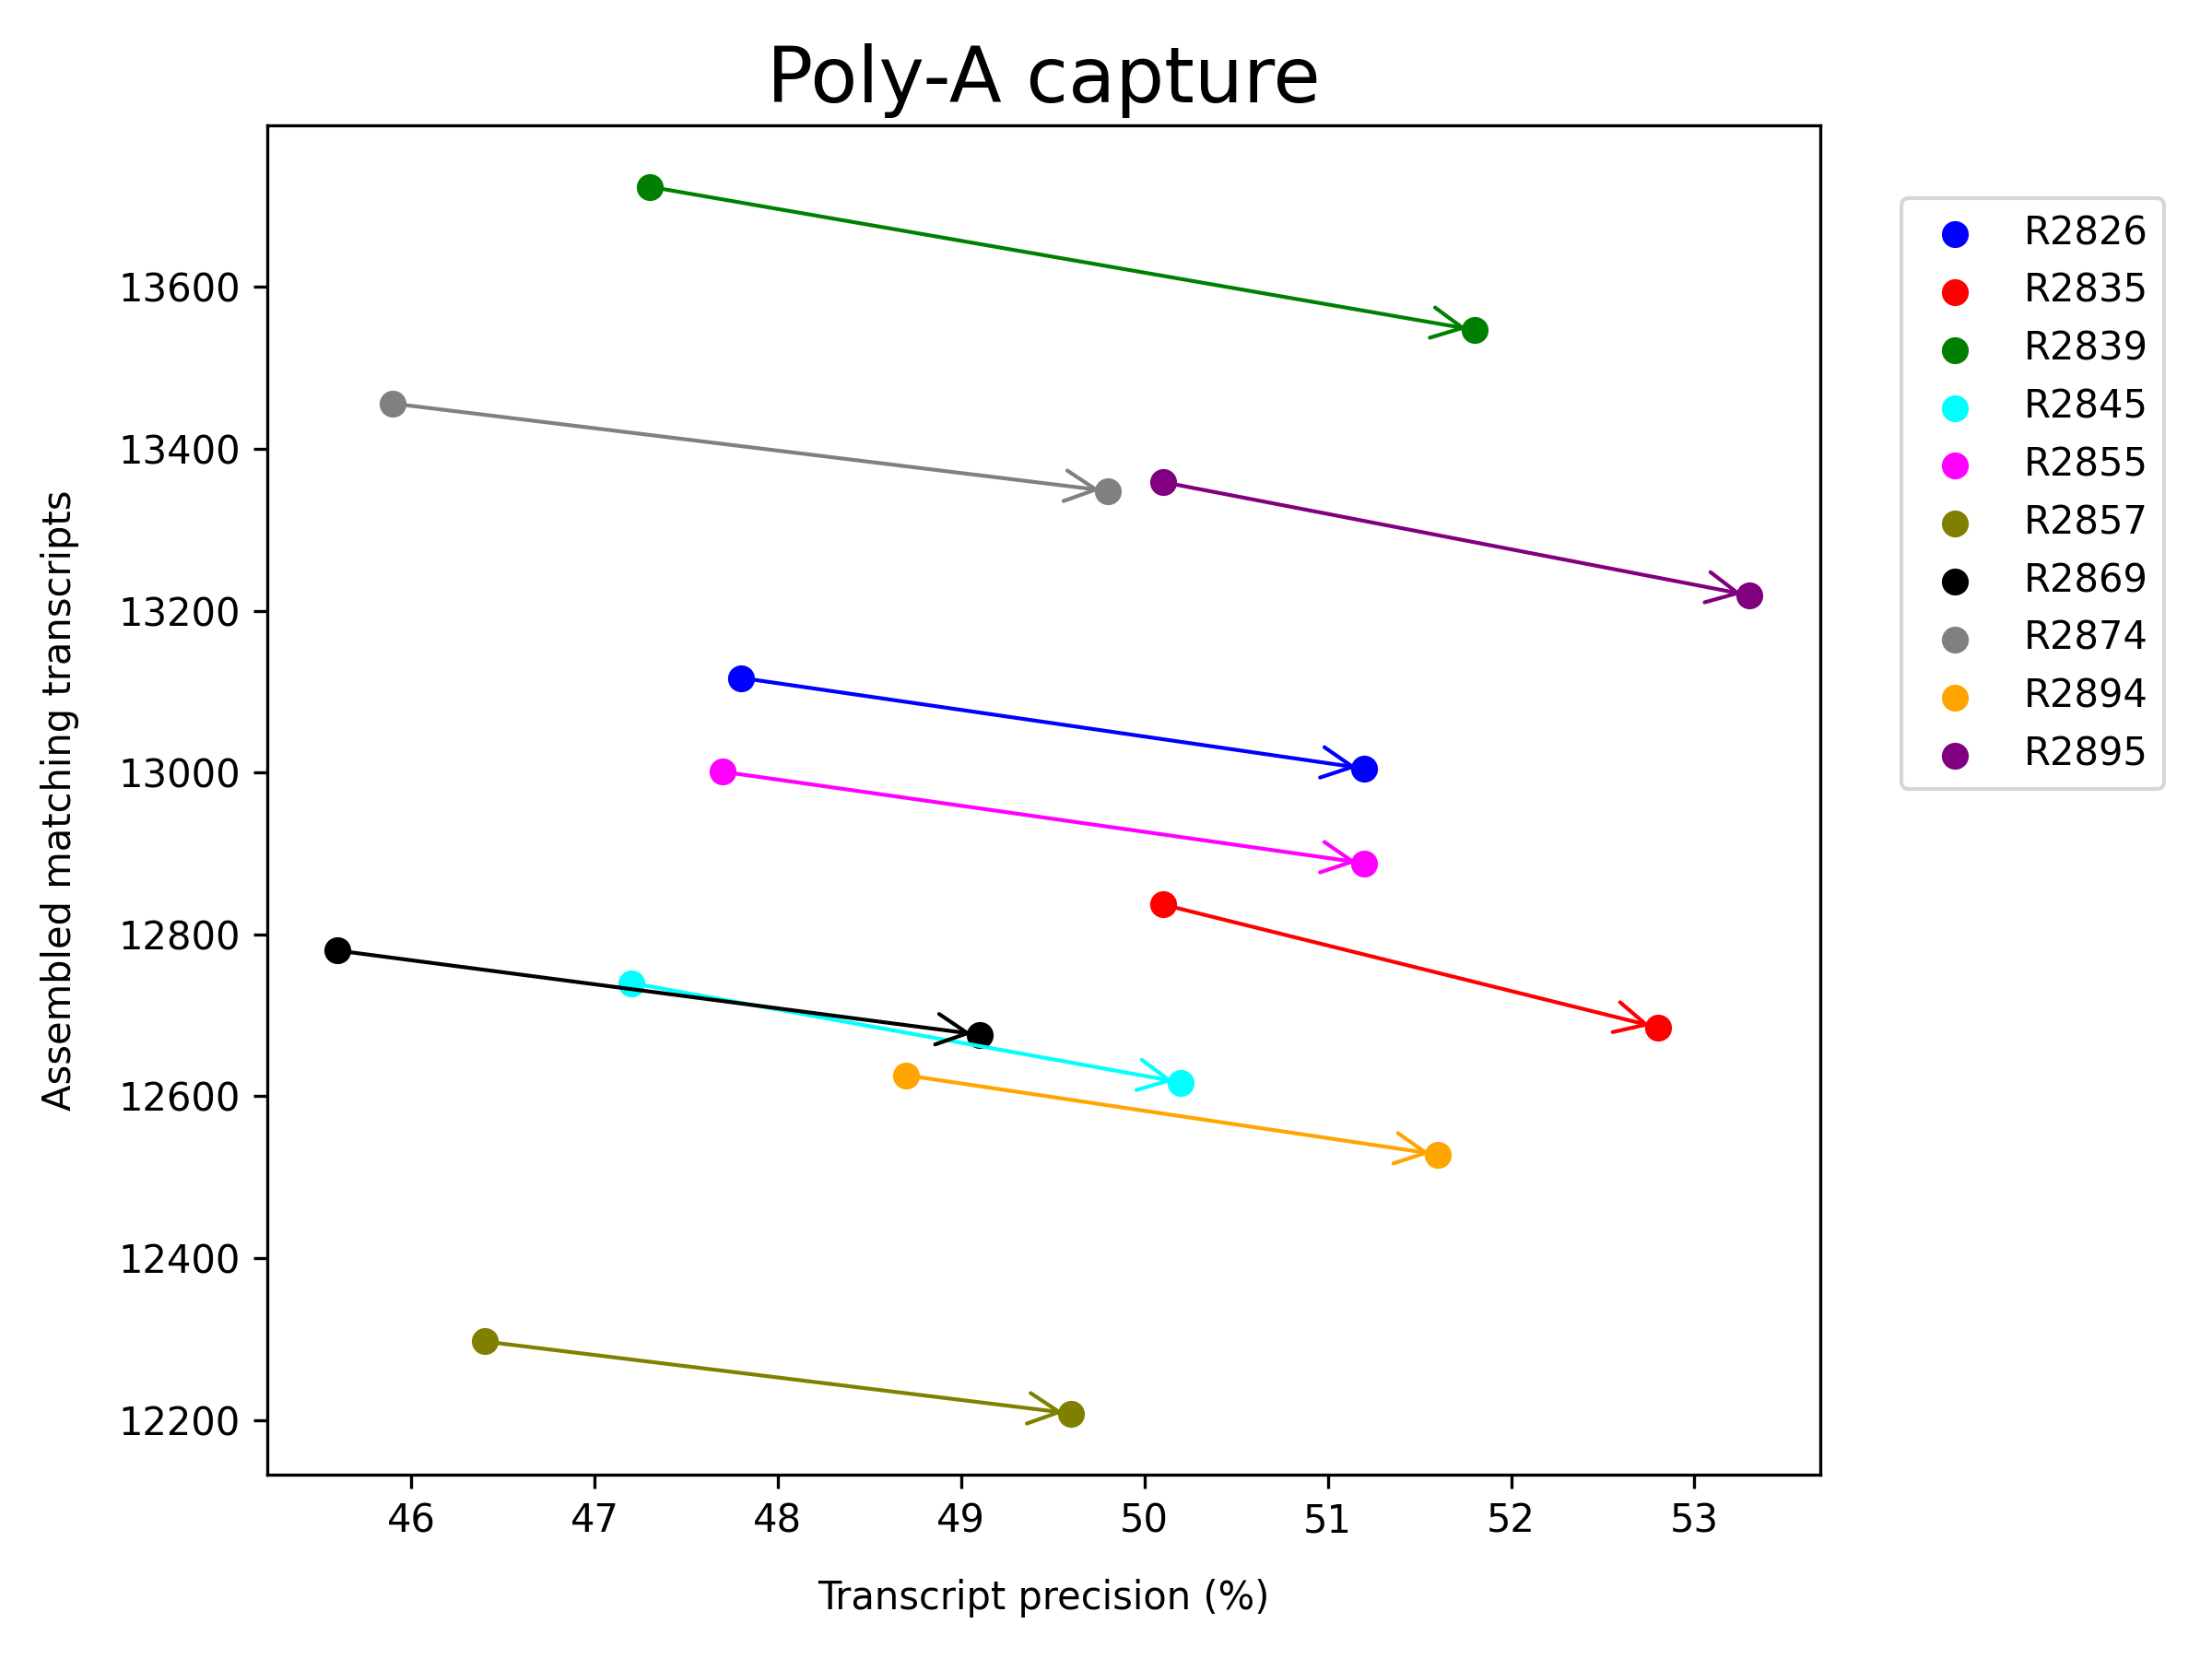 Poly-A capture
13600
13400
13200
13000
12800
12600
12400
12200
Assembled matching transcripts
46 47 48 49 50 51 52 53
Transcript precision (%)
R2826
R2835
R2839
R2845
R2855
R2857
R2869
R2874
R2894
R2895